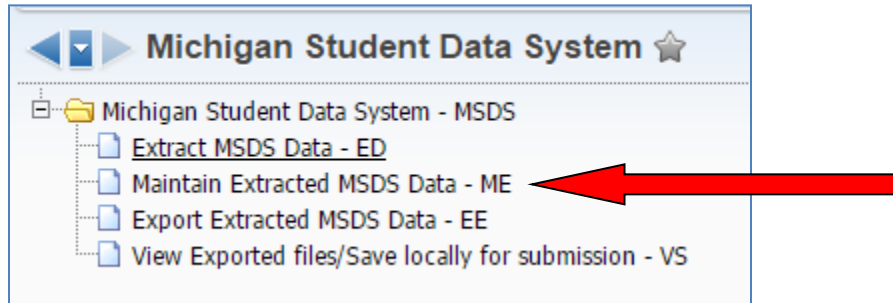 Michigan Student Data System
Michigan Student Data System - MSDS
Extract MSDS Data - ED
Maintain Extracted MSDS Data - ME
Export Extracted MSDS Data - EE
View Exported files/Save locally for submission - VS